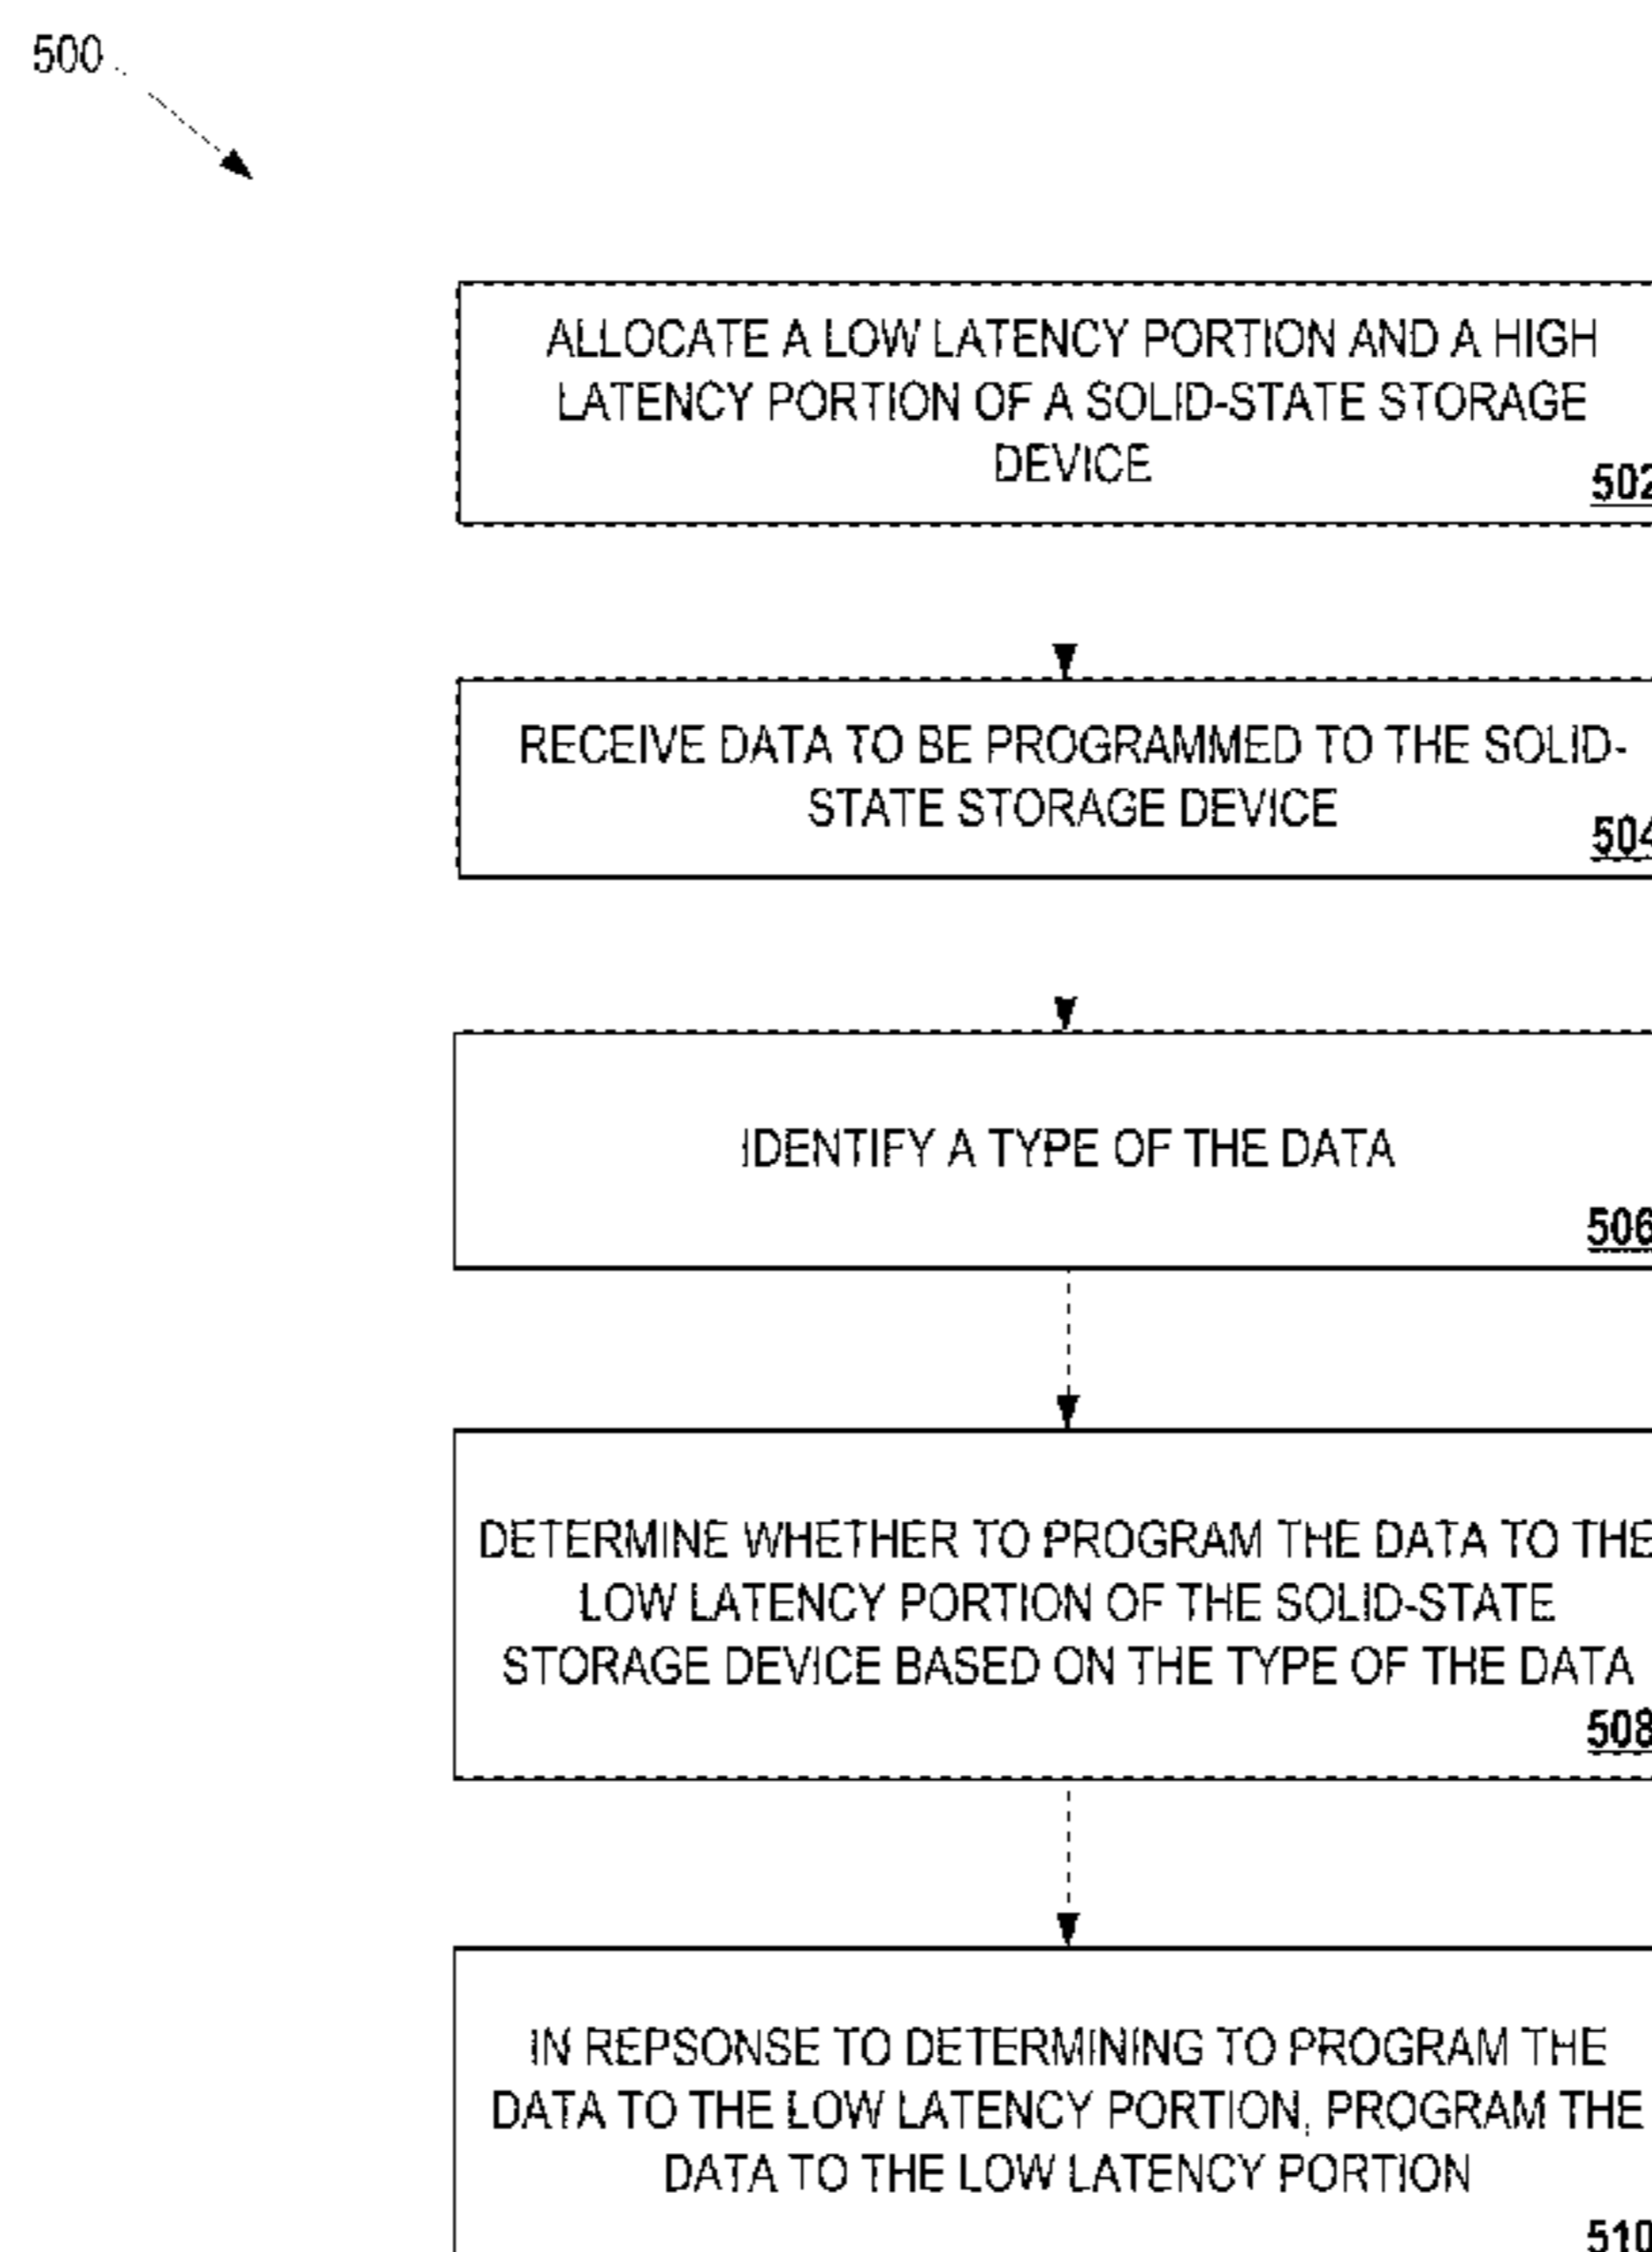 500
ALLOCATE A LOW LATENCY PORTION AND A HIGH
LATENCY PORTION OF A SOLID-STATE STORAGE
DEVICE
502
RECEIVE DATA TO BE PROGRAMMED TO THE SOLID-
STATE STORAGE DEVICE
504
IDENTIFY A TYPE OF THE DATA
506
DETERMINE WHETHER TO PROGRAM THE DATA TO THE
LOW LATENCY PORTION OF THE SOLID-STATE
STORAGE DEVICE BASED ON THE TYPE OF THE DATA
508
IN REPSONSE TO DETERMINING TO PROGRAM THE
DATA TO THE LOW LATENCY PORTION, PROGRAM THE
DATA TO THE LOW LATENCY PORTION
510